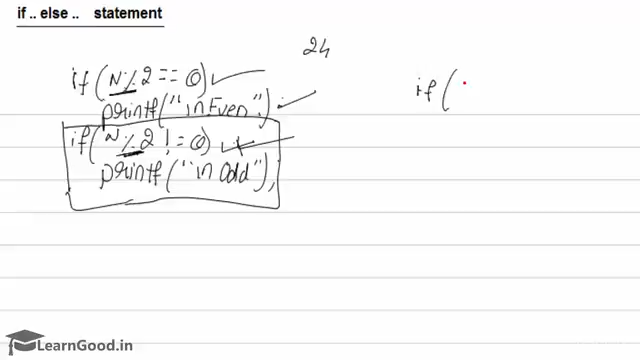 if .. else .. statement
24
if(N%2==0)
printf("\nEven");
if(N%2!=0)
printf("\nOdd");
if(
LearnGood.in